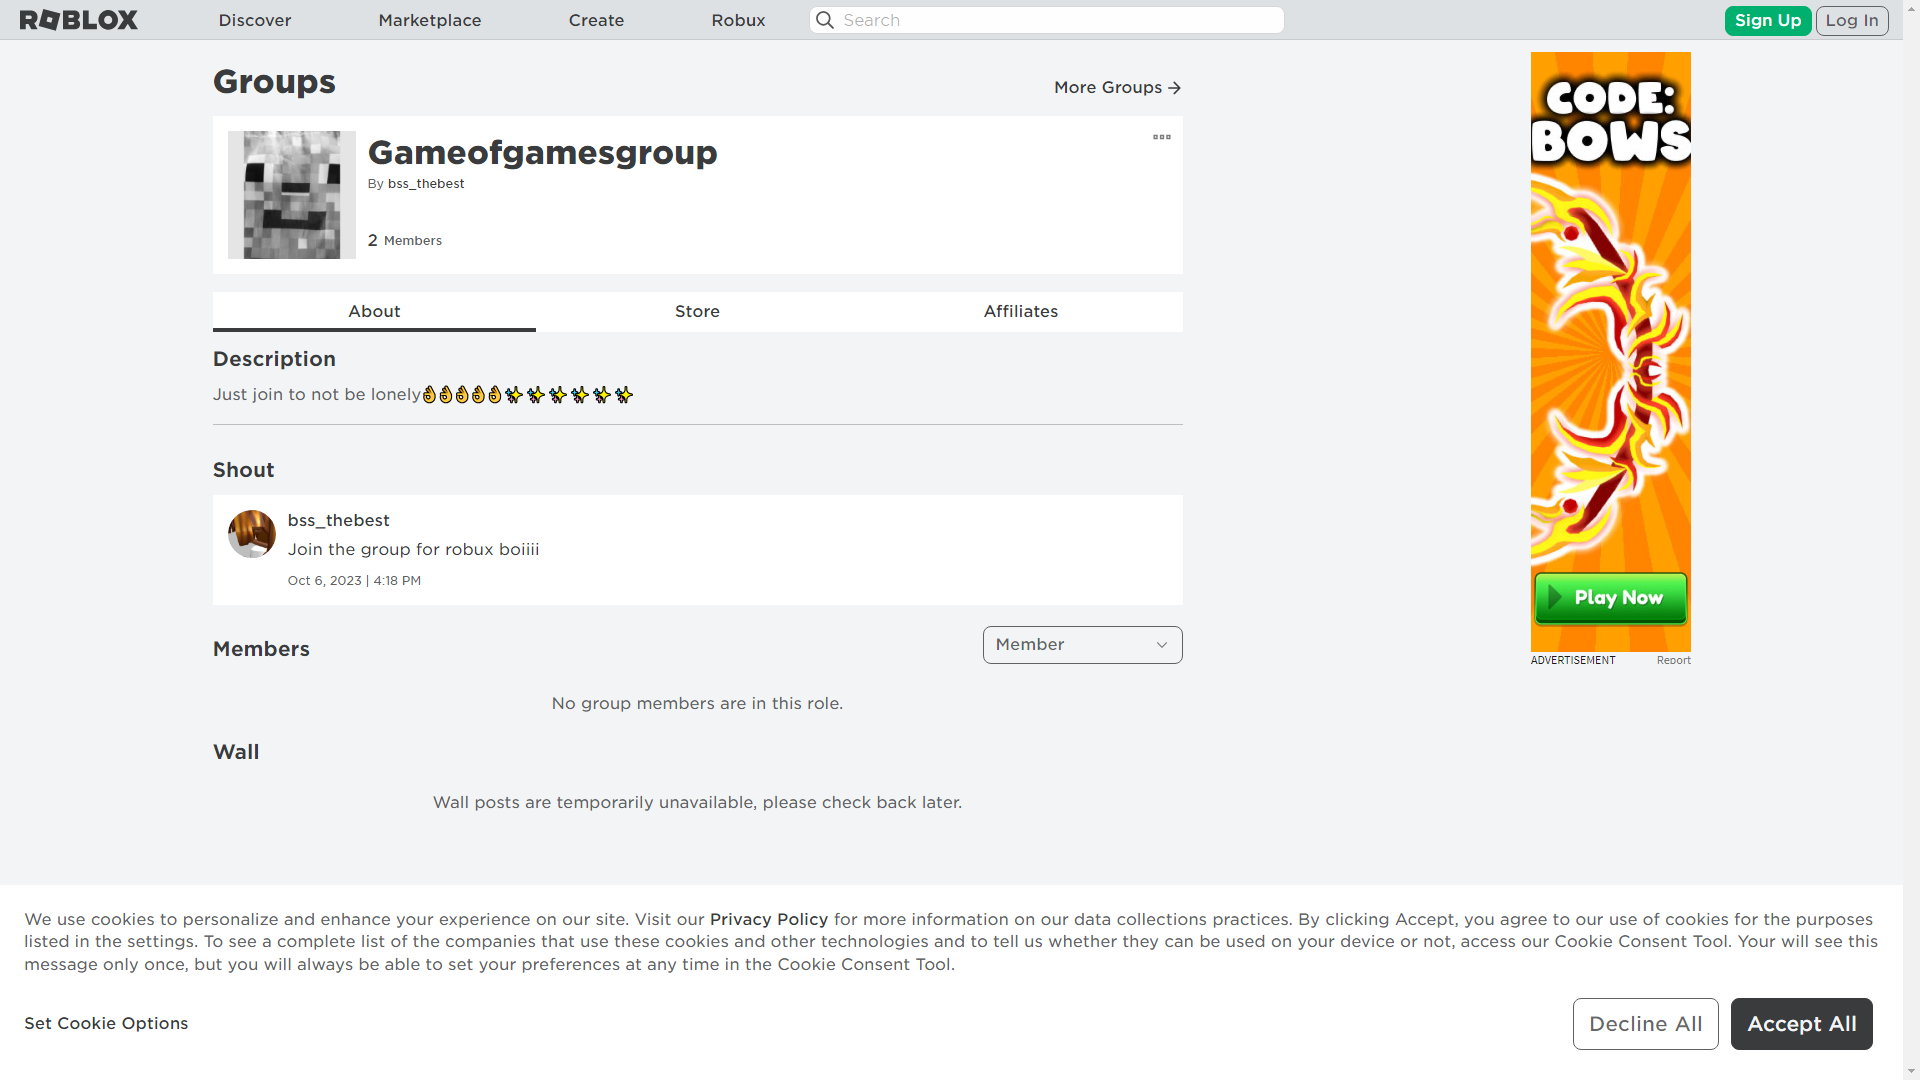 ROBLOX
Discover
Marketplace
Create
Robux
Search
Sign Up
Log In
Groups
More Groups
Gameofgamesgroup
By bss_thebest
2 Members
About
Store
Affiliates
Description
Just join to not be lonely👌👌👌👌👌✨✨✨✨✨✨
Shout
bss_thebest
Join the group for robux boiiii
Oct 6, 2023 | 4:18 PM
Members
Member
No group members are in this role.
Wall
Wall posts are temporarily unavailable, please check back later.
CODE:
BOWS
Play Now
ADVERTISEMENT
Report
We use cookies to personalize and enhance your experience on our site. Visit our Privacy Policy for more information on our data collections practices. By clicking Accept, you agree to our use of cookies for the purposes
listed in the settings. To see a complete list of the companies that use these cookies and other technologies and to tell us whether they can be used on your device or not, access our Cookie Consent Tool. Your will see this
message only once, but you will always be able to set your preferences at any time in the Cookie Consent Tool.
Set Cookie Options
Decline All
Accept All